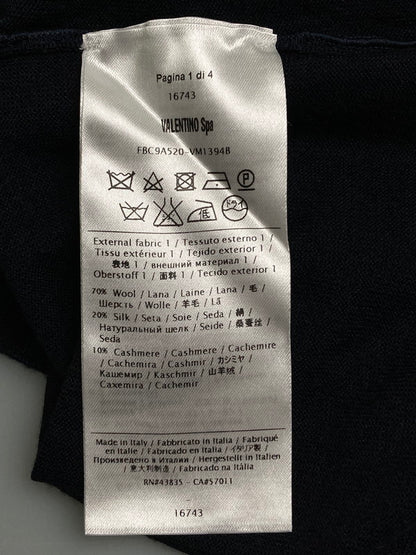 Pagina 1 di 4
16743
VALENTINO Spa
FBC9A520-VM1394B
P
低 ドライ
External fabric 1 / Tessuto esterno 1 /
Tissu extérieur 1 / Tejido exterior 1
表地 1 / внешний материал 1 /
Oberstoff 1 / 面料 1 / Tecido exterior 1
70% Wool / Lana / Laine / Lana / 毛 /
Шерсть / Wolle / 羊毛 / Lã
20% Silk / Seta / Soie / Seda / 絹 /
Натуральный шелк / Seide / 桑蚕丝 /
Seda
10% Cashmere / Cashmere / Cachemire
/ Cachemira / Cashmir / カシミヤ /
Кашемир / Kaschmir / 山羊绒 /
Caxemira / Cachemir
Made in Italy / Fabbricato in Italia / Fabriqué
en Italie / Fabricado en Italia / イタリア製 /
Произведено в Италии / Hergestellt in Italien /
意大利制造 / Fabricado na Itàlia
RN#43835 - CA#57011
16743